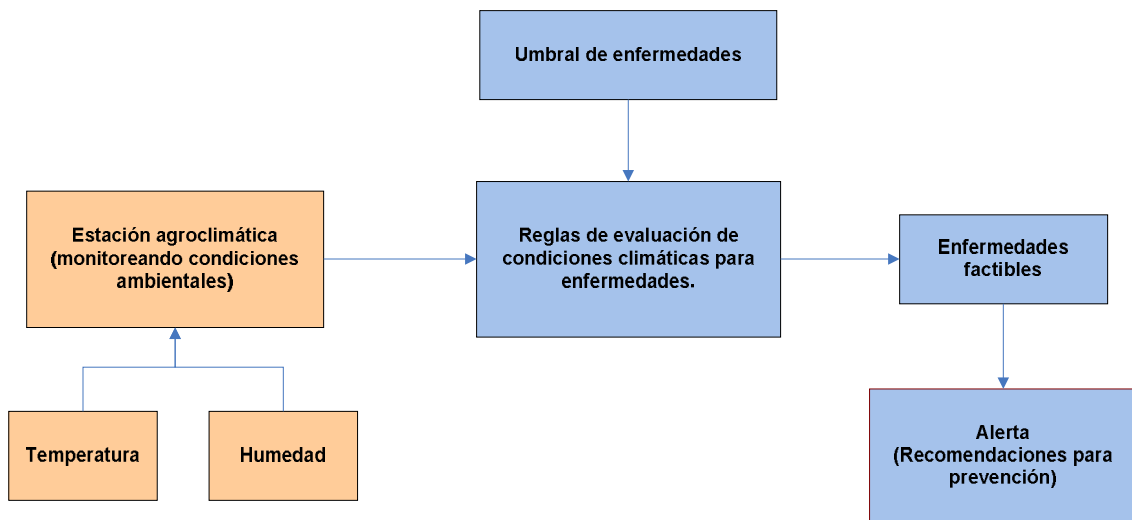 Umbral de enfermedades
Estación agroclimática
(monitoreando condiciones
ambientales)
Reglas de evaluación de
condiciones climáticas para
enfermedades.
Enfermedades
factibles
Temperatura
Humedad
Alerta
(Recomendaciones para
prevención)